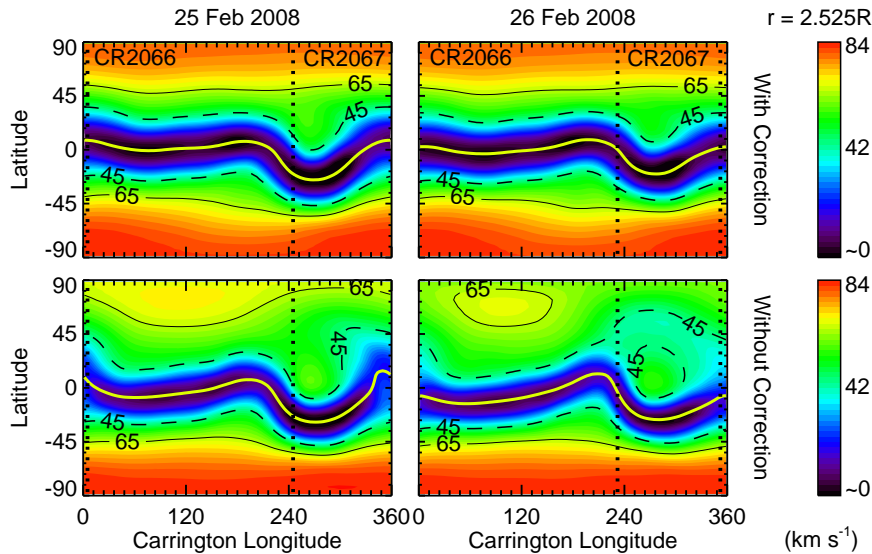 25 Feb 2008
26 Feb 2008
r = 2.525R
90
45
0
-45
-90
Latitude
CR2066
CR2067
65
45
45
65
CR2066
CR2067
65
45
45
65
With Correction
84
42
~0
90
45
0
-45
-90
Latitude
65
45
45
65
65
45
45
45
65
Without Correction
84
42
~0
0
120
240
360
Carrington Longitude
0
120
240
360
Carrington Longitude
(km s⁻¹)